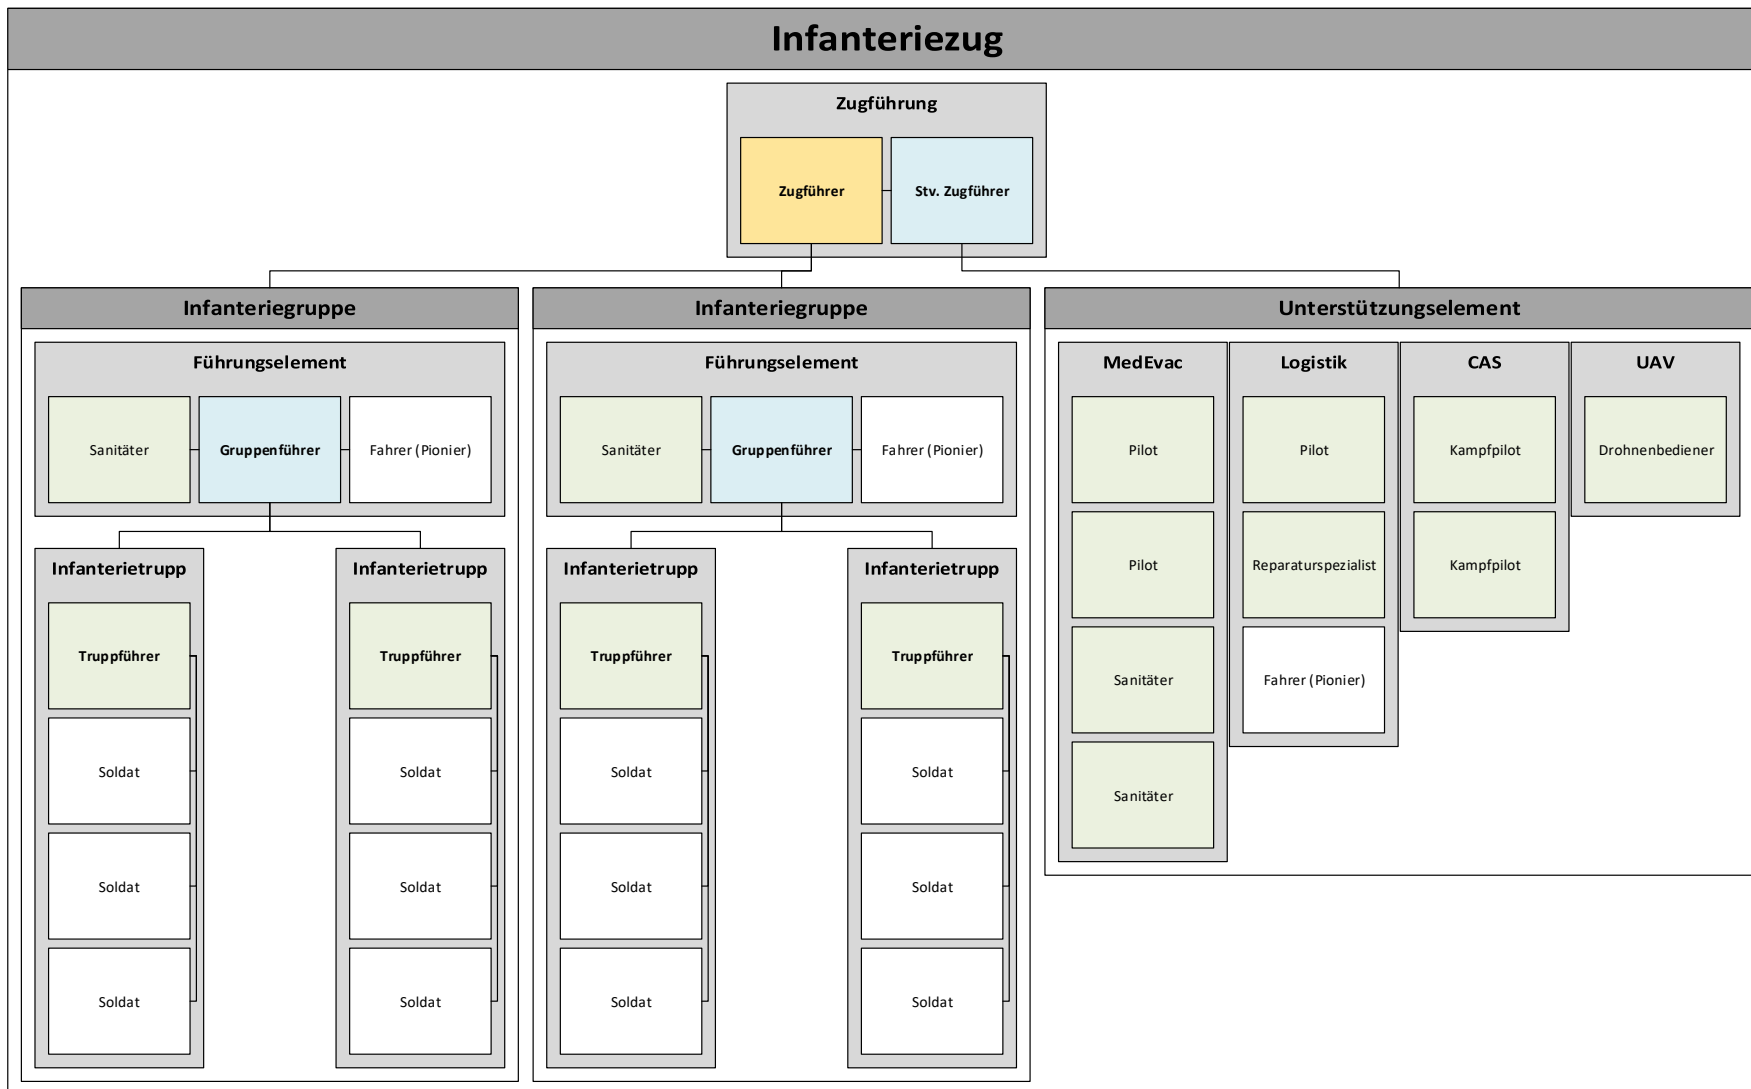 Infanteriezug
Zugführung
Zugführer
Stv. Zugführer
Infanteriegruppe
Führungselement
Sanitäter
Gruppenführer
Fahrer (Pionier)
Infanterietrupp
Truppführer
Soldat
Soldat
Soldat
Infanterietrupp
Truppführer
Soldat
Soldat
Soldat
Infanteriegruppe
Führungselement
Sanitäter
Gruppenführer
Fahrer (Pionier)
Infanterietrupp
Truppführer
Soldat
Soldat
Soldat
Infanterietrupp
Truppführer
Soldat
Soldat
Soldat
Unterstützungselement
MedEvac
Pilot
Pilot
Sanitäter
Sanitäter
Logistik
Pilot
Reparaturspezialist
Fahrer (Pionier)
CAS
Kampfpilot
Kampfpilot
UAV
Drohnenbediener